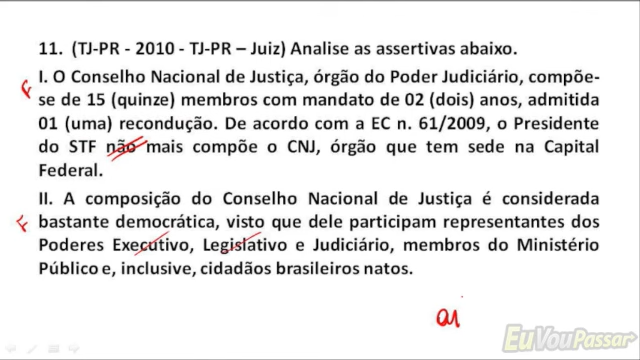 11. (TJ-PR - 2010 - TJ-PR – Juiz) Analise as assertivas abaixo.
F
I. O Conselho Nacional de Justiça, órgão do Poder Judiciário, compõe-
se de 15 (quinze) membros com mandato de 02 (dois) anos, admitida
01 (uma) recondução. De acordo com a EC n. 61/2009, o Presidente
do STF não mais compõe o CNJ, órgão que tem sede na Capital
Federal.
II. A composição do Conselho Nacional de Justiça é considerada
F
bastante democrática, visto que dele participam representantes dos
Poderes Executivo, Legislativo e Judiciário, membros do Ministério
Público e, inclusive, cidadãos brasileiros natos.
EuVouPassar